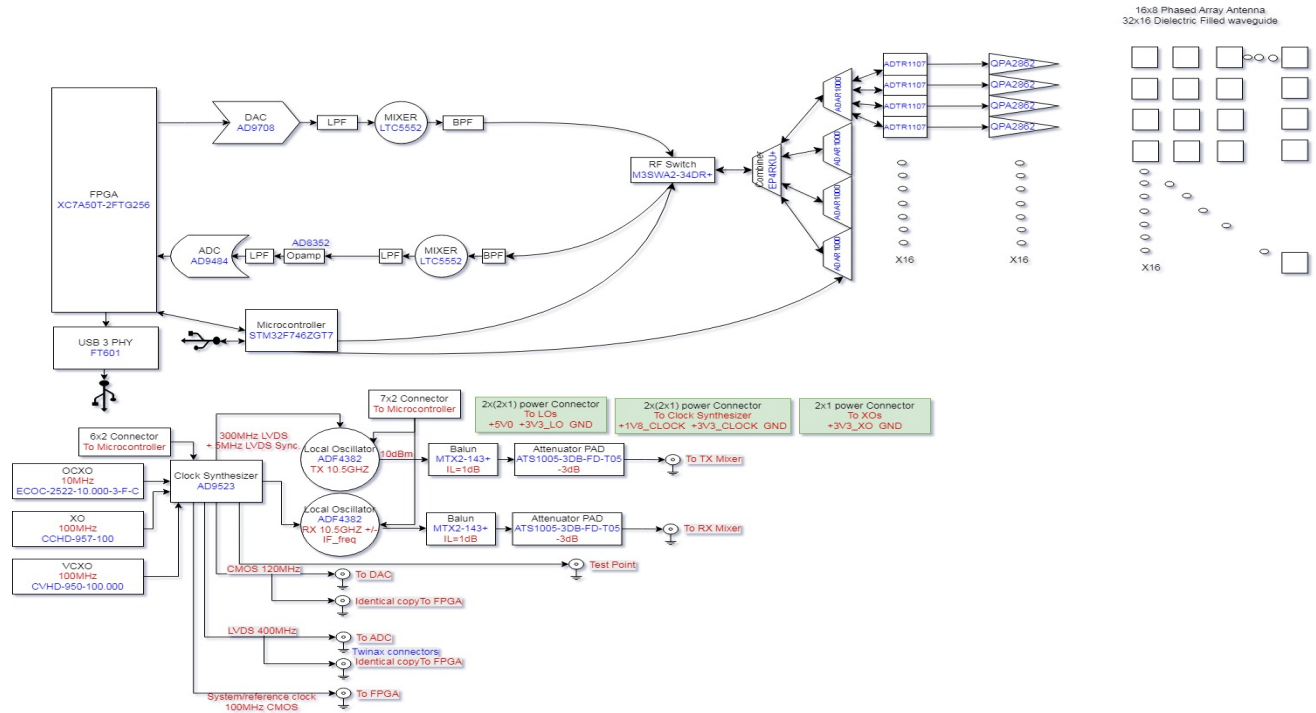 16x8 Phased Array Antenna
32x16 Dielectric Filled waveguide
FPGA
XC7A50T-2FTG256
DAC
AD9708
LPF
MIXER
LTC5552
BPF
RF Switch
M3SWA2-34DR+
Combiner
EP4RKU+
ADAR1000
ADAR1000
ADAR1000
ADAR1000
ADTR1107
ADTR1107
ADTR1107
ADTR1107
QPA2862
QPA2862
QPA2862
QPA2862
X16
X16
X16
ADC
AD9484
LPF
AD8352
Opamp
LPF
MIXER
LTC5552
BPF
Microcontroller
STM32F746ZGT7
USB 3 PHY
FT601
7x2 Connector
To Microcontroller
2x(2x1) power Connector
To LOs
+5V0 +3V3_LO GND
2x(2x1) power Connector
To Clock Synthesizer
+1V8_CLOCK +3V3_CLOCK GND
2x1 power Connector
To XOs
+3V3_XO GND
6x2 Connector
To Microcontroller
300MHz LVDS
+.5MHz LVDS Sync.
Local Oscillator
ADF4382
TX 10.5GHZ
10dBm
Balun
MTX2-143+
IL=1dB
Attenuator PAD
ATS1005-3DB-FD-T05
-3dB
To TX Mixer
OCXO
10MHz
ECOC-2522-10.000-3-F-C
Clock Synthesizer
AD9523
Local Oscillator
ADF4382
RX 10.5GHZ +/-
IF_freq
Balun
MTX2-143+
IL=1dB
Attenuator PAD
ATS1005-3DB-FD-T05
-3dB
To RX Mixer
XO
100MHz
CCHD-957-100
VCXO
100MHz
CVHD-950-100.000
Test Point
CMOS 120MHz
To DAC
Identical copyTo FPGA
LVDS 400MHz
To ADC
Twinax connectors
Identical copyTo FPGA
System/reference clock
100MHz CMOS
To FPGA